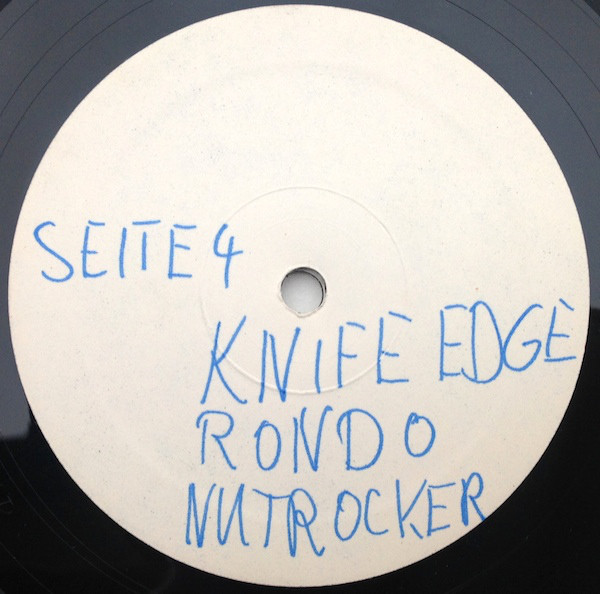 SEITE 4
KNIFE EDGE
RONDO
NUTROCKER